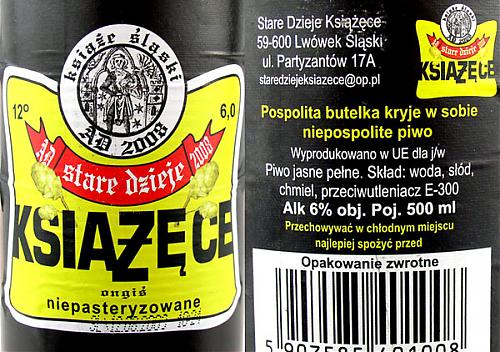 książe śląski
AD 2008
12°
6,0
AD stare dzieje 2008
KSIĄŻĘCE
ongiś
niepasteryzowane
Stare Dzieje Książęce
59-600 Lwówek Śląski
ul. Partyzantów 17A
staredziejeksiazece@op.pl
stare dzieje
KSIĄŻĘCE
Pospolita butelka kryje w sobie
niepospolite piwo
Wyprodukowano w UE dla j/w
Piwo jasne pełne. Skład: woda, słód,
chmiel, przeciwutleniacz E-300
Alk 6% obj. Poj. 500 ml
Przechowywać w chłodnym miejscu
najlepiej spożyć przed
Opakowanie zwrotne